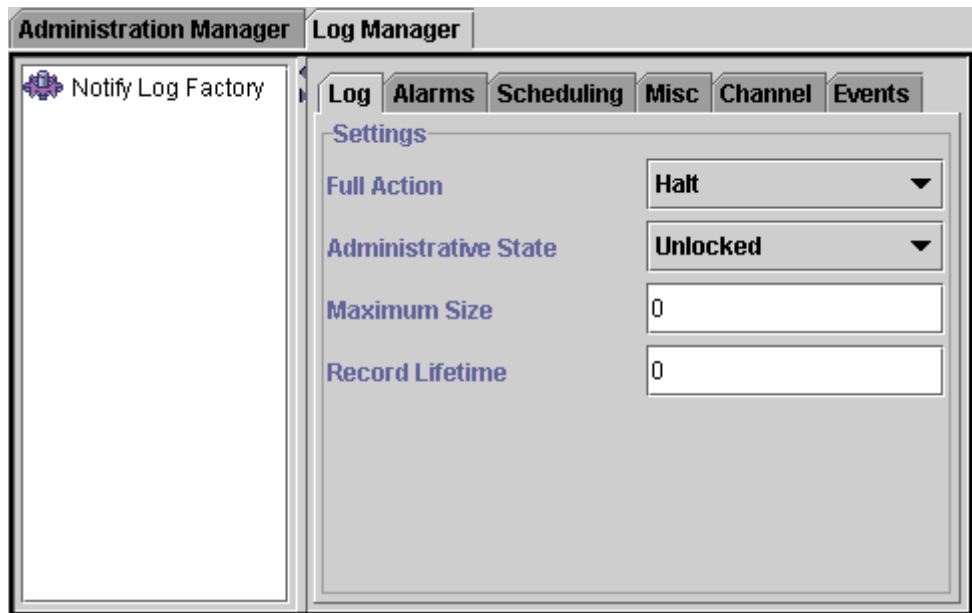 Administration Manager Log Manager
Notify Log Factory
Log Alarms Scheduling Misc Channel Events
Settings
Full Action Halt
Administrative State Unlocked
Maximum Size 0
Record Lifetime 0